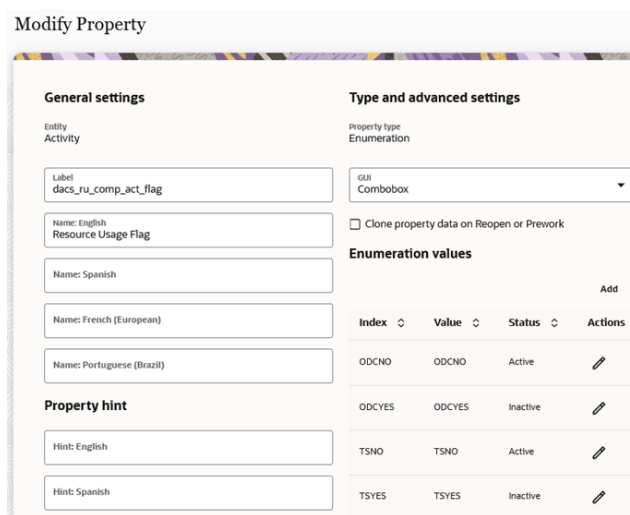 Modify Property
General settings
Entity
Activity
Label
dacs_ru_comp_act_flag
Name: English
Resource Usage Flag
Name: Spanish
Name: French (European)
Name: Portuguese (Brazil)
Property hint
Hint: English
Hint: Spanish
Type and advanced settings
Property type
Enumeration
GUI
Combobox
Clone property data on Reopen or Prework
Enumeration values
Add
Index Value Status Actions
ODCNO ODCNO Active
ODCYES ODCYES Inactive
TSNO TSNO Active
TSYES TSYES Inactive